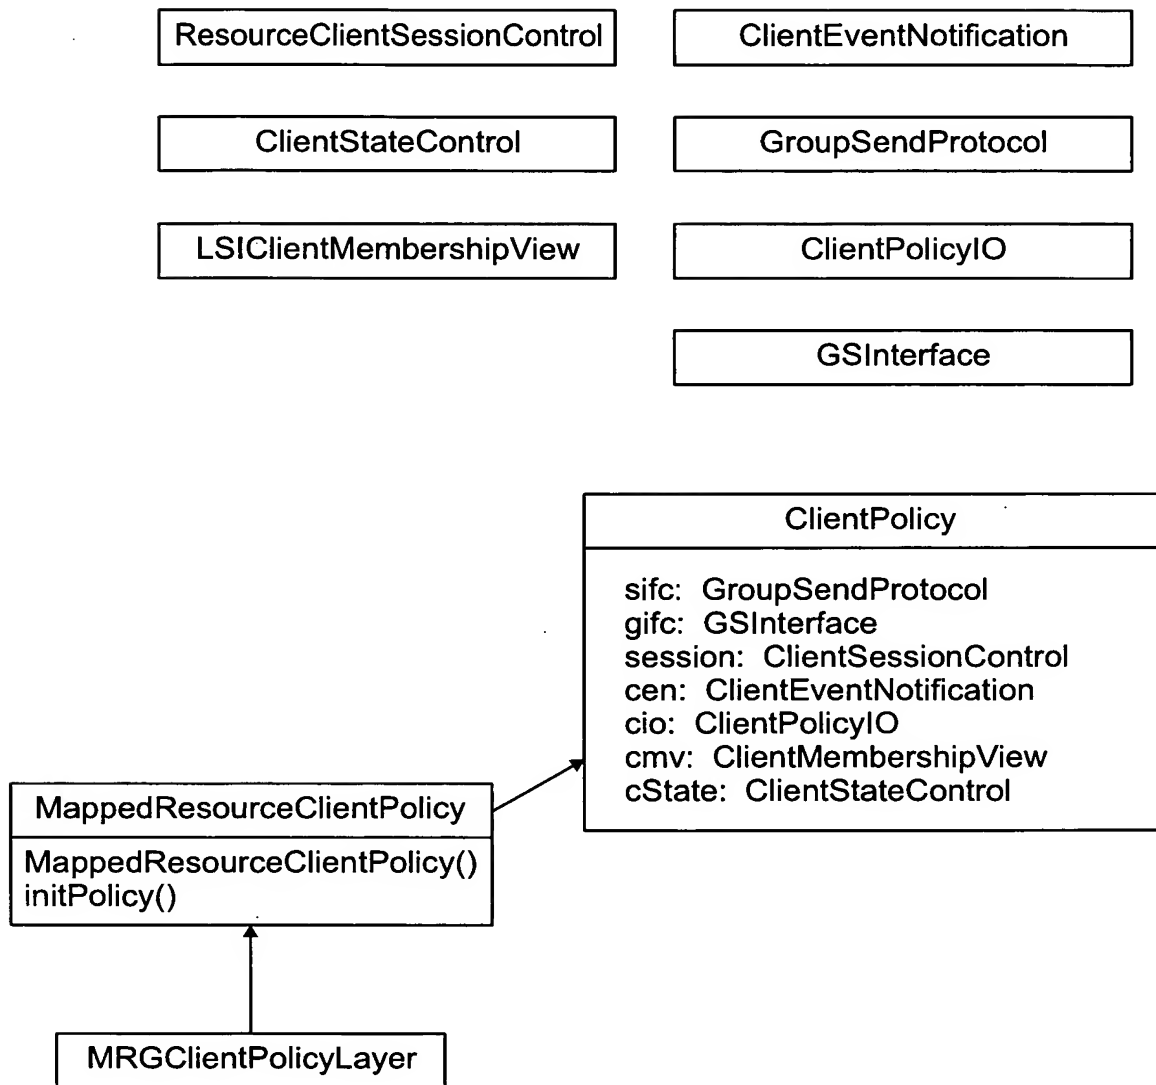 ResourceClientSessionControl
ClientEventNotification
ClientStateControl
GroupSendProtocol
LSIClientMembershipView
ClientPolicyIO
GSInterface
ClientPolicy
sifc: GroupSendProtocol
gifc: GSInterface
session: ClientSessionControl
cen: ClientEventNotification
cio: ClientPolicyIO
cmv: ClientMembershipView
cState: ClientStateControl
MappedResourceClientPolicy
MappedResourceClientPolicy()
initPolicy()
MRGClientPolicyLayer